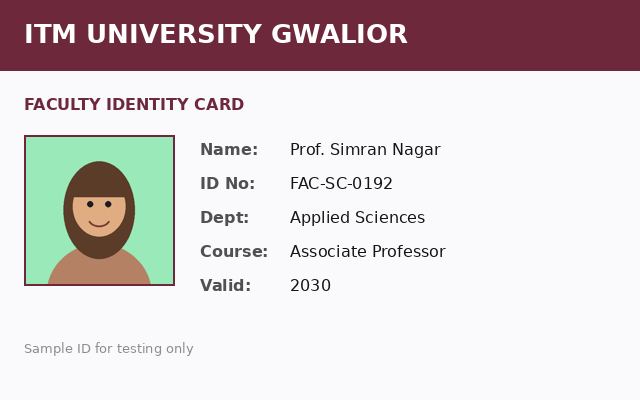 ITM UNIVERSITY GWALIOR
FACULTY IDENTITY CARD
Name: Prof. Simran Nagar
ID No: FAC-SC-0192
Dept: Applied Sciences
Course: Associate Professor
Valid: 2030
Sample ID for testing only